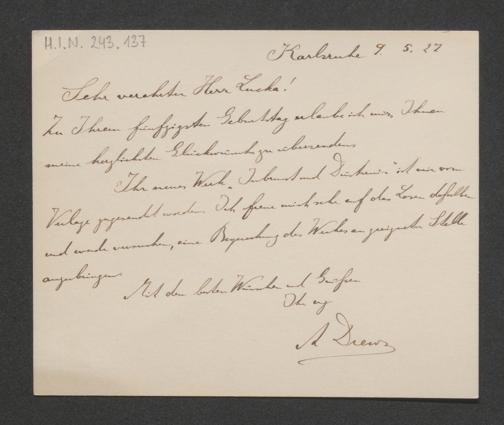 H.I.N. 243.137
Karlsruhe 9. 5. 27
Sehr verehrter Herr Lucka!
Zu Ihrem fünfzigsten Geburtstag erlaube ich mir, Ihnen
meine herzlichsten Glückwünsche zu übersenden.
Ihr neues Werk „Inbrunst und Düsternis" ist mir vom
Verlage zugesandt worden. Ich freue mich sehr auf das Lesen desselben
und werde versuchen, eine Besprechung des Werkes an geeigneter Stelle
anzubringen.
Mit den besten Wünschen und Grüßen
Ihr erg
A Drews